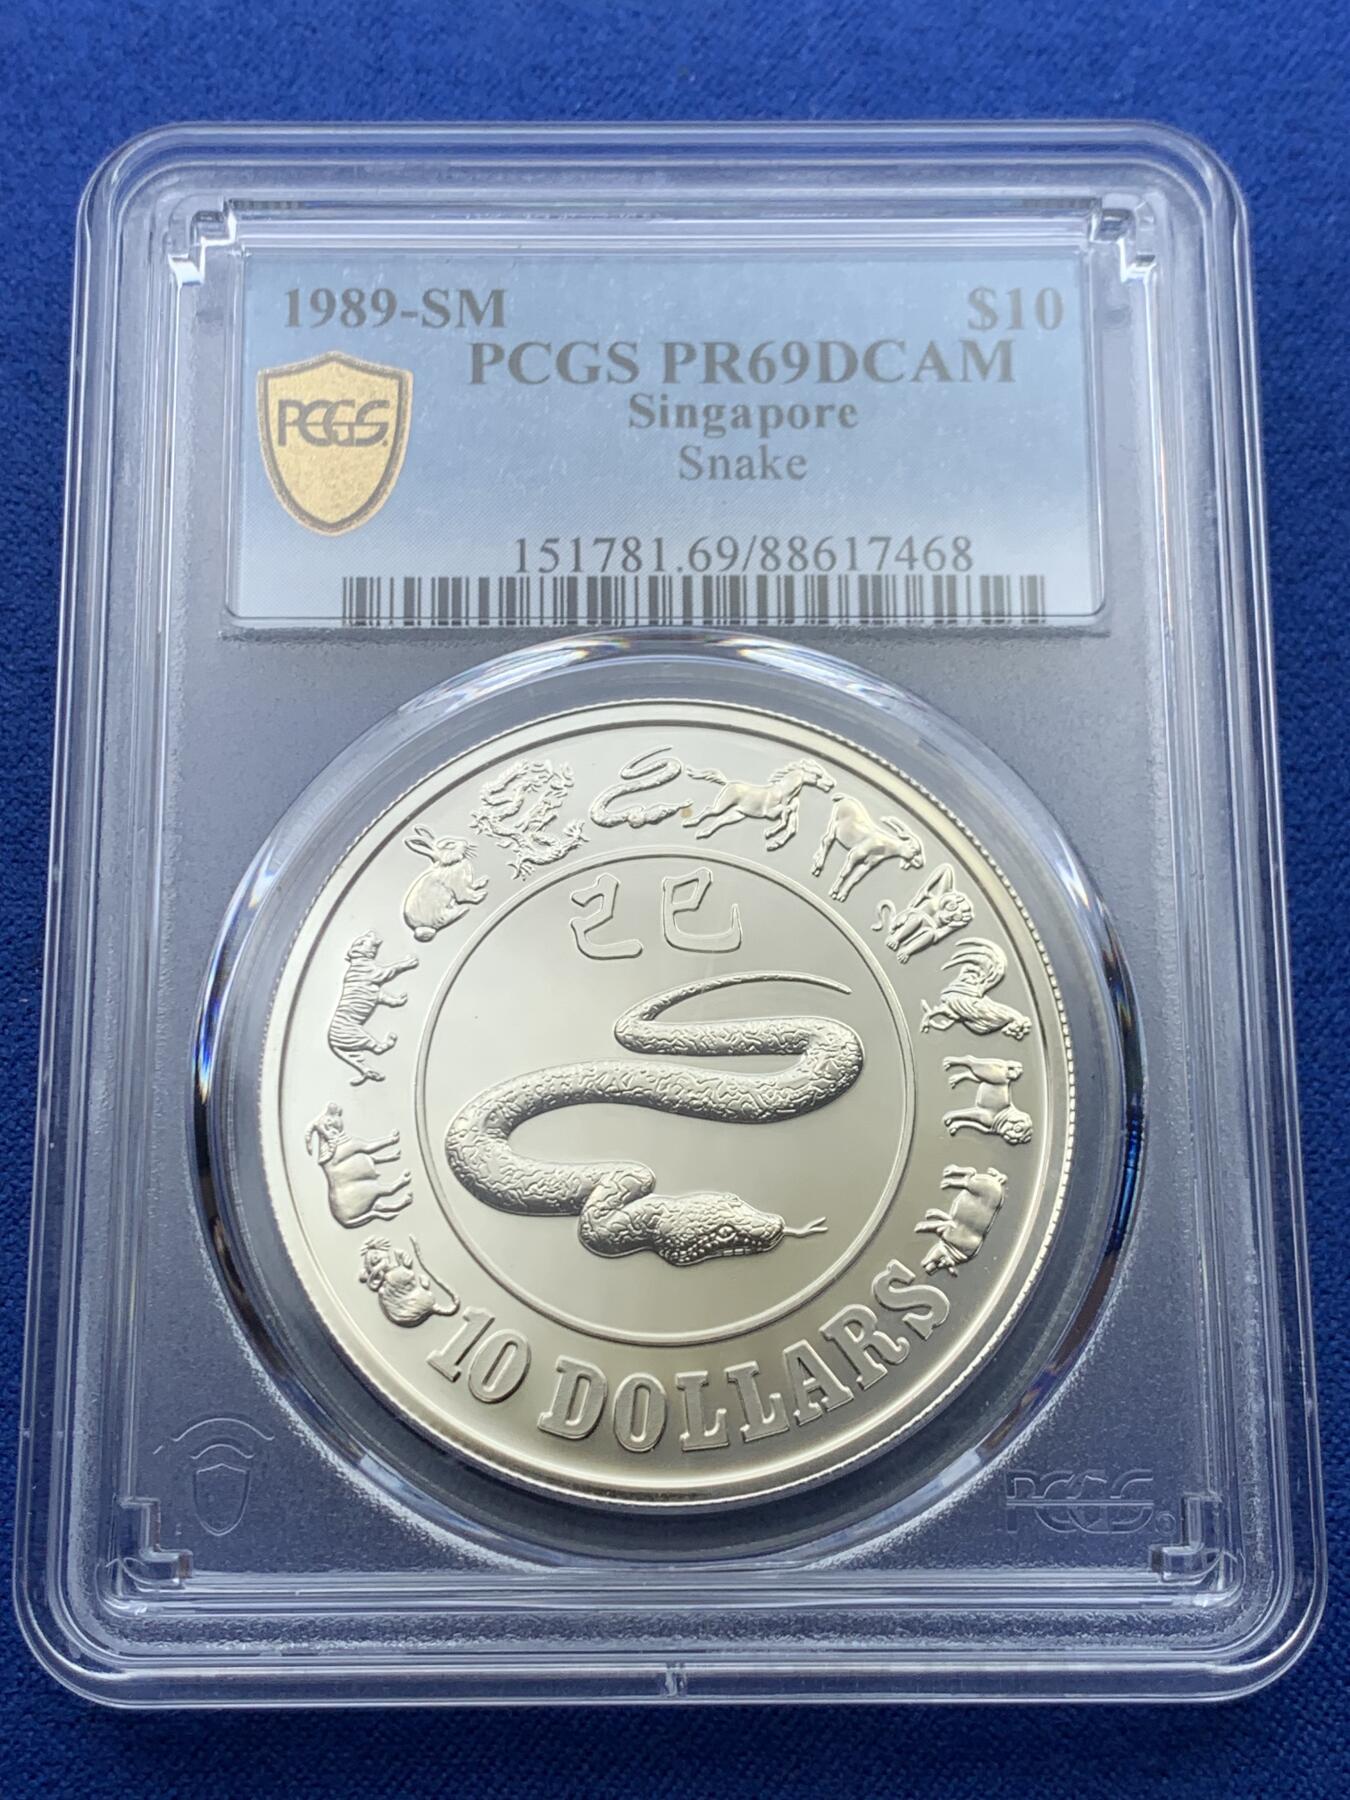 1989-SM $10
PCGS PR69DCAM
Singapore
Snake
PCGS
151781.69/88617468
己巳
10 DOLLARS
PCGS